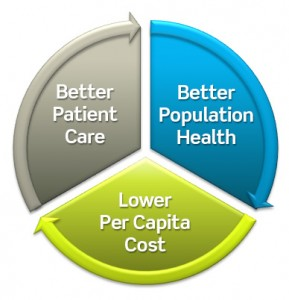 Better
Patient
Care
Better
Population
Health
Lower
Per Capita
Cost